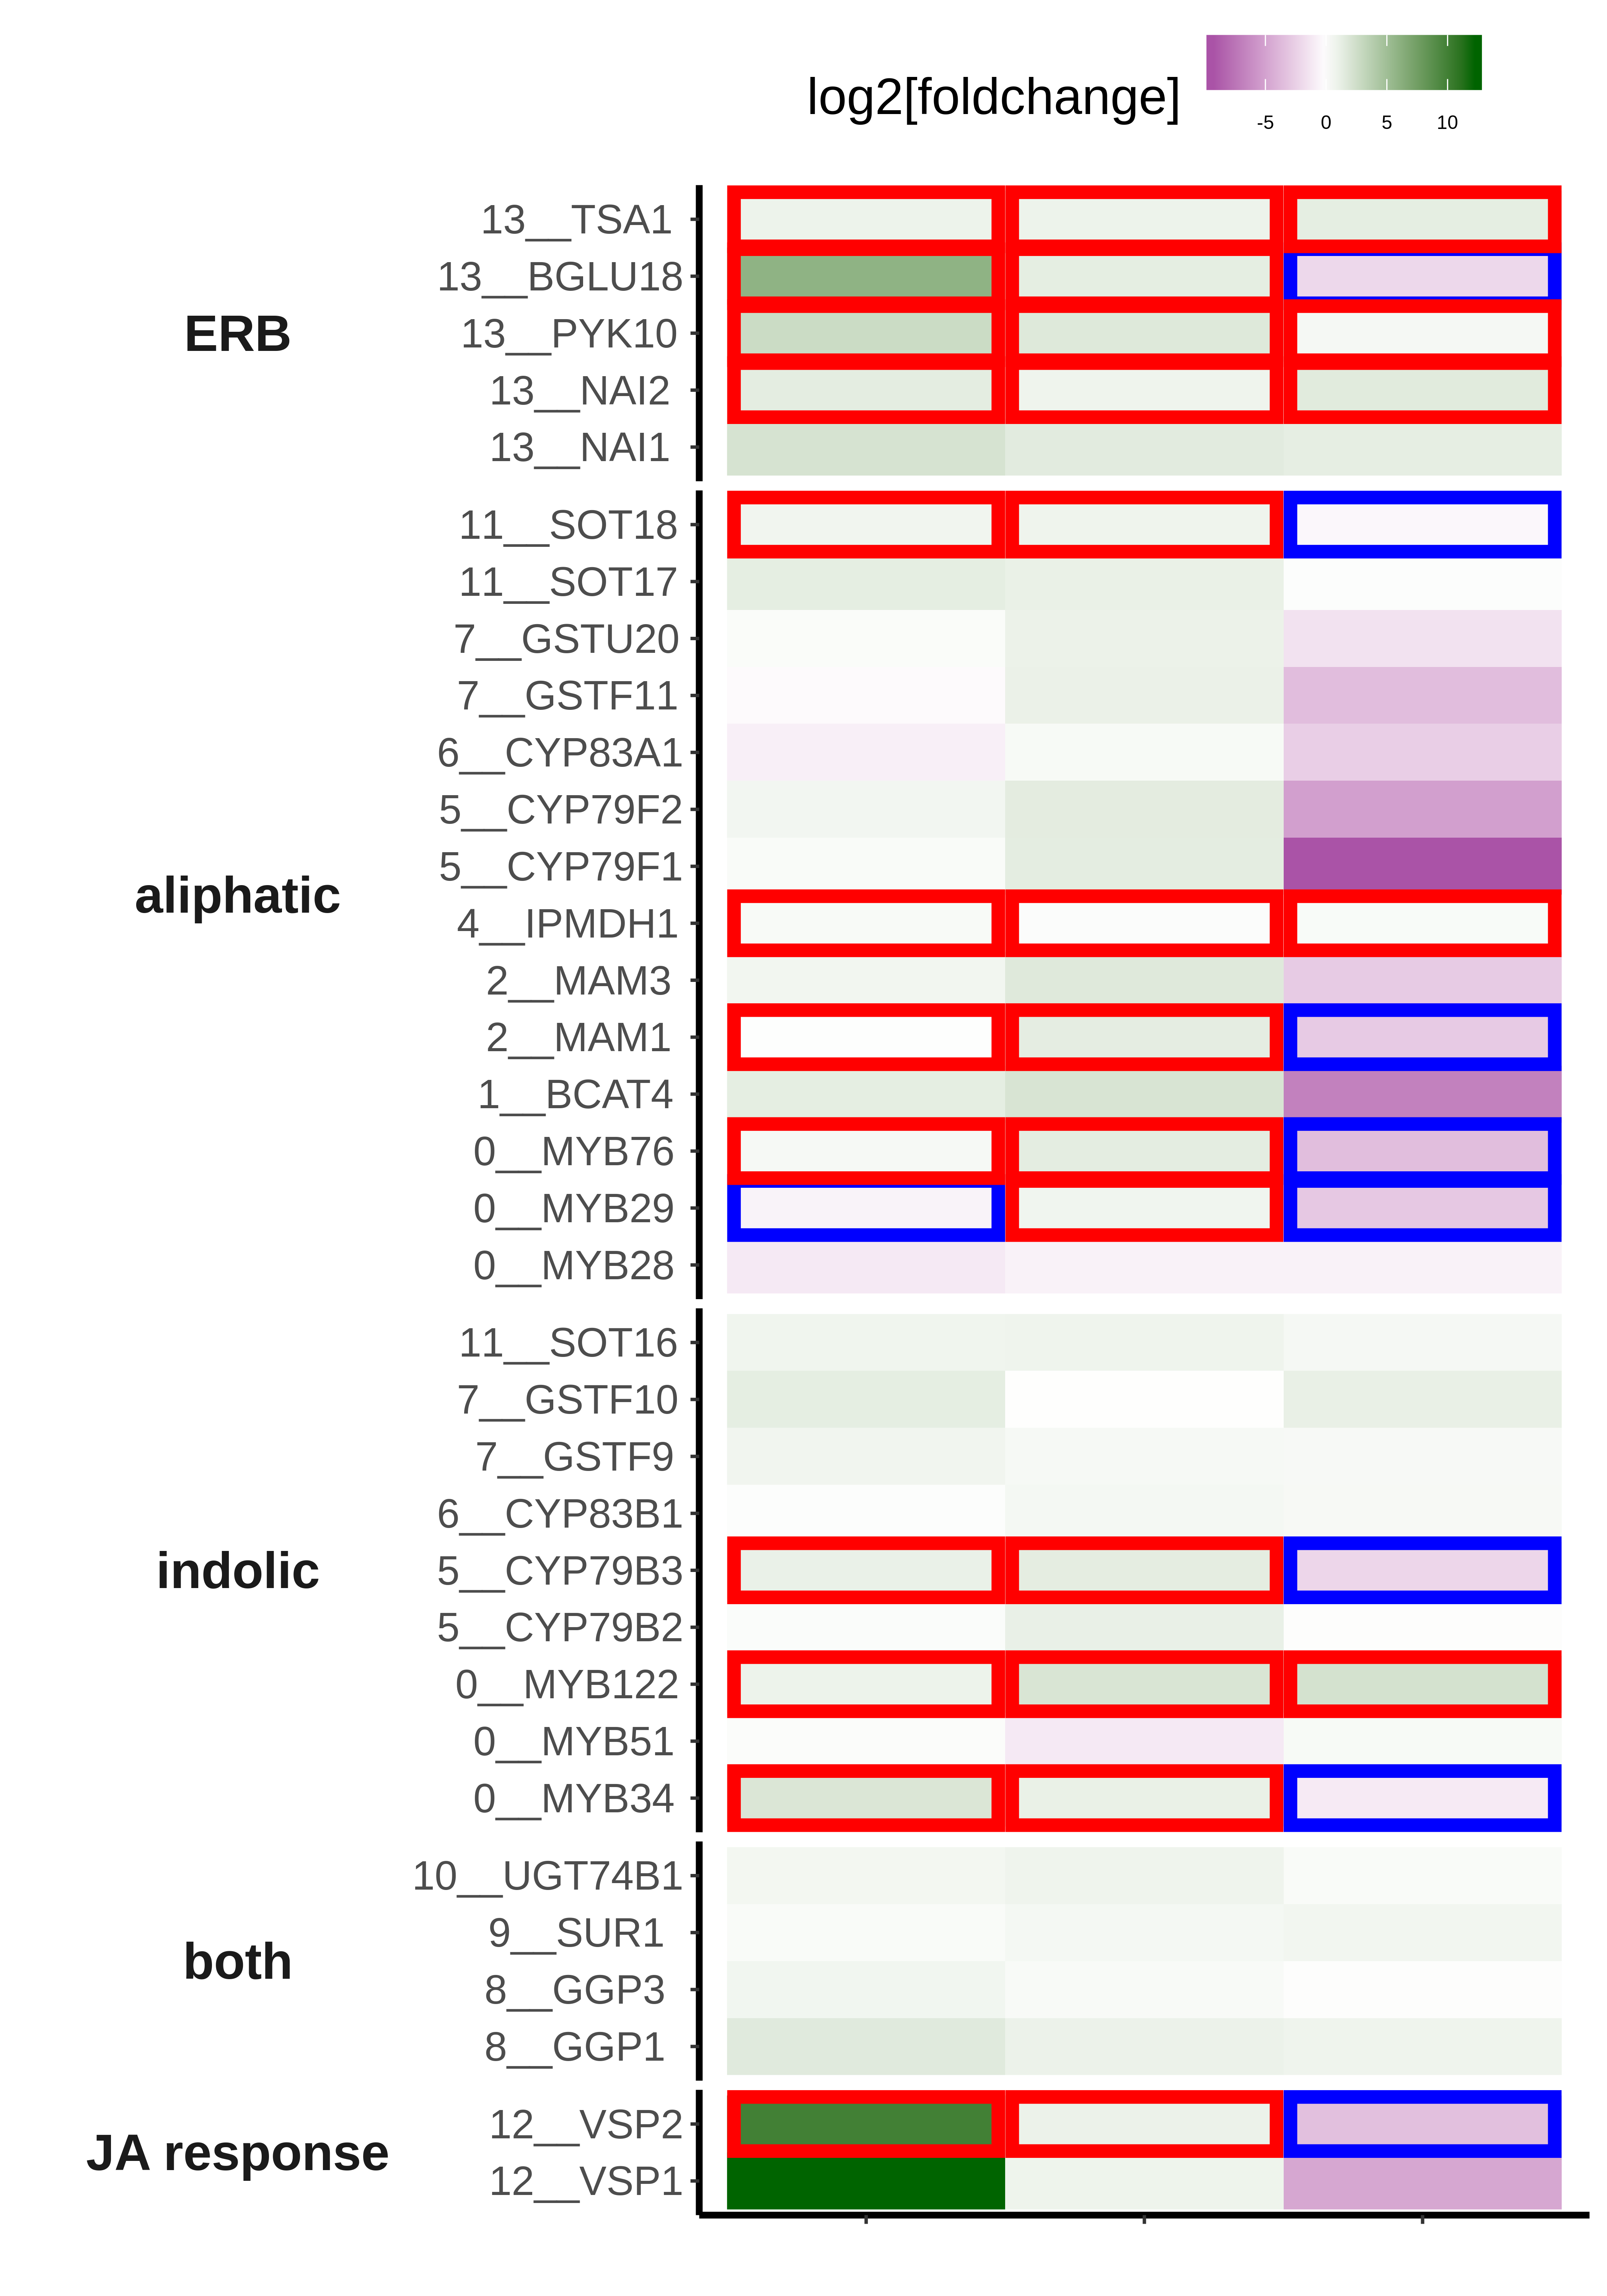 log2[foldchange]
-5 0 5 10
ERB
13__TSA1
13__BGLU18
13__PYK10
13__NAI2
13__NAI1
aliphatic
11__SOT18
11__SOT17
7__GSTU20
7__GSTF11
6__CYP83A1
5__CYP79F2
5__CYP79F1
4__IPMDH1
2__MAM3
2__MAM1
1__BCAT4
0__MYB76
0__MYB29
0__MYB28
indolic
11__SOT16
7__GSTF10
7__GSTF9
6__CYP83B1
5__CYP79B3
5__CYP79B2
0__MYB122
0__MYB51
0__MYB34
both
10__UGT74B1
9__SUR1
8__GGP3
8__GGP1
JA response
12__VSP2
12__VSP1